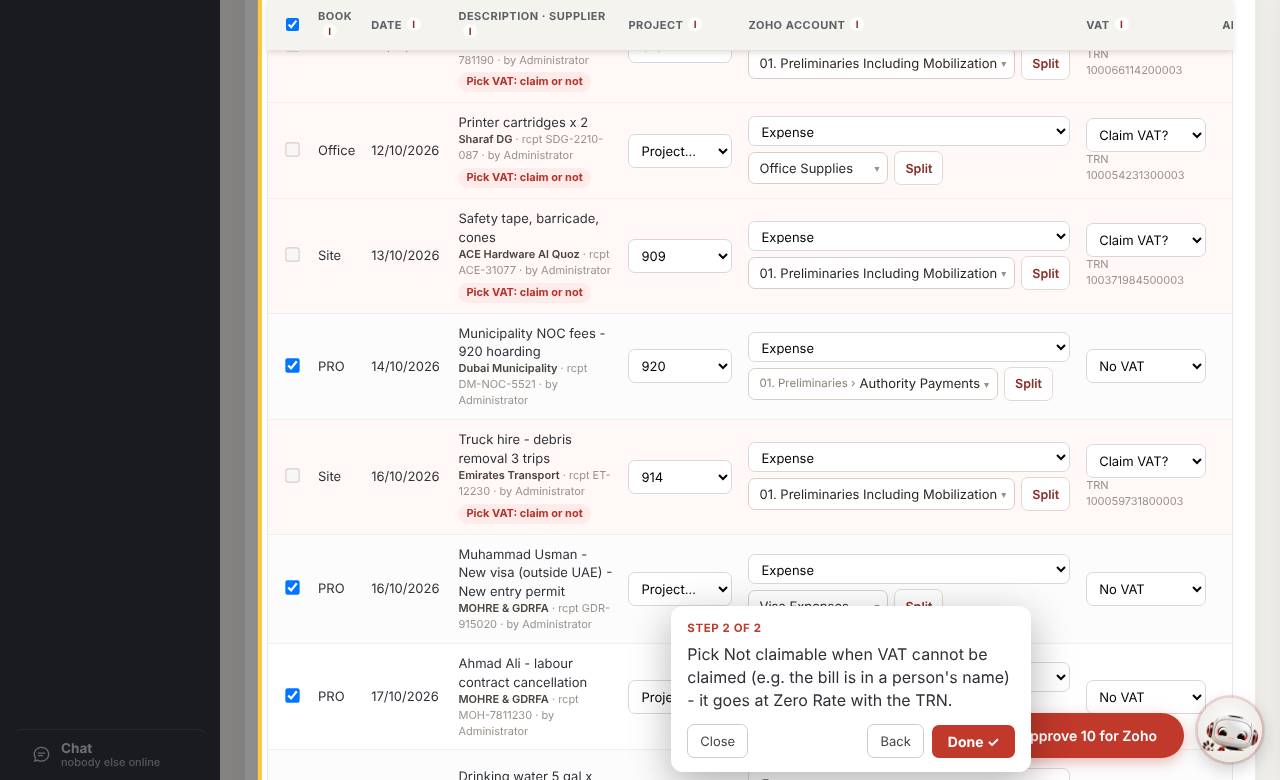 BOOK
I
DATE I
DESCRIPTION · SUPPLIER
I
PROJECT I
ZOHO ACCOUNT I
VAT I
781190 · by Administrator
Pick VAT: claim or not
01. Preliminaries Including Mobilization
Split
TRN
100066114200003
Office
12/10/2026
Printer cartridges x 2
Sharaf DG · rcpt SDG-2210-
087 · by Administrator
Pick VAT: claim or not
Project...
Expense
Office Supplies
Split
Claim VAT?
TRN
100054231300003
Site
13/10/2026
Safety tape, barricade,
cones
ACE Hardware Al Quoz · rcpt
ACE-31077 · by Administrator
Pick VAT: claim or not
909
Expense
01. Preliminaries Including Mobilization
Split
Claim VAT?
TRN
100371984500003
PRO
14/10/2026
Municipality NOC fees -
920 hoarding
Dubai Municipality · rcpt
DM-NOC-5521 · by
Administrator
920
Expense
01. Preliminaries › Authority Payments
Split
No VAT
Site
16/10/2026
Truck hire - debris
removal 3 trips
Emirates Transport · rcpt ET-
12230 · by Administrator
Pick VAT: claim or not
914
Expense
01. Preliminaries Including Mobilization
Split
Claim VAT?
TRN
100059731800003
PRO
16/10/2026
Muhammad Usman -
New visa (outside UAE) -
New entry permit
MOHRE & GDRFA · rcpt GDR-
915020 · by Administrator
Project...
Expense
Visa Expenses
Split
No VAT
PRO
17/10/2026
Ahmad Ali - labour
contract cancellation
MOHRE & GDRFA · rcpt
MOH-7811230 · by
Administrator
No VAT
Drinking water 5 gal x
STEP 2 OF 2
Pick Not claimable when VAT cannot be
claimed (e.g. the bill is in a person's name)
- it goes at Zero Rate with the TRN.
Close
Back
Done ✓
pprove 10 for Zoho
Chat
nobody else online